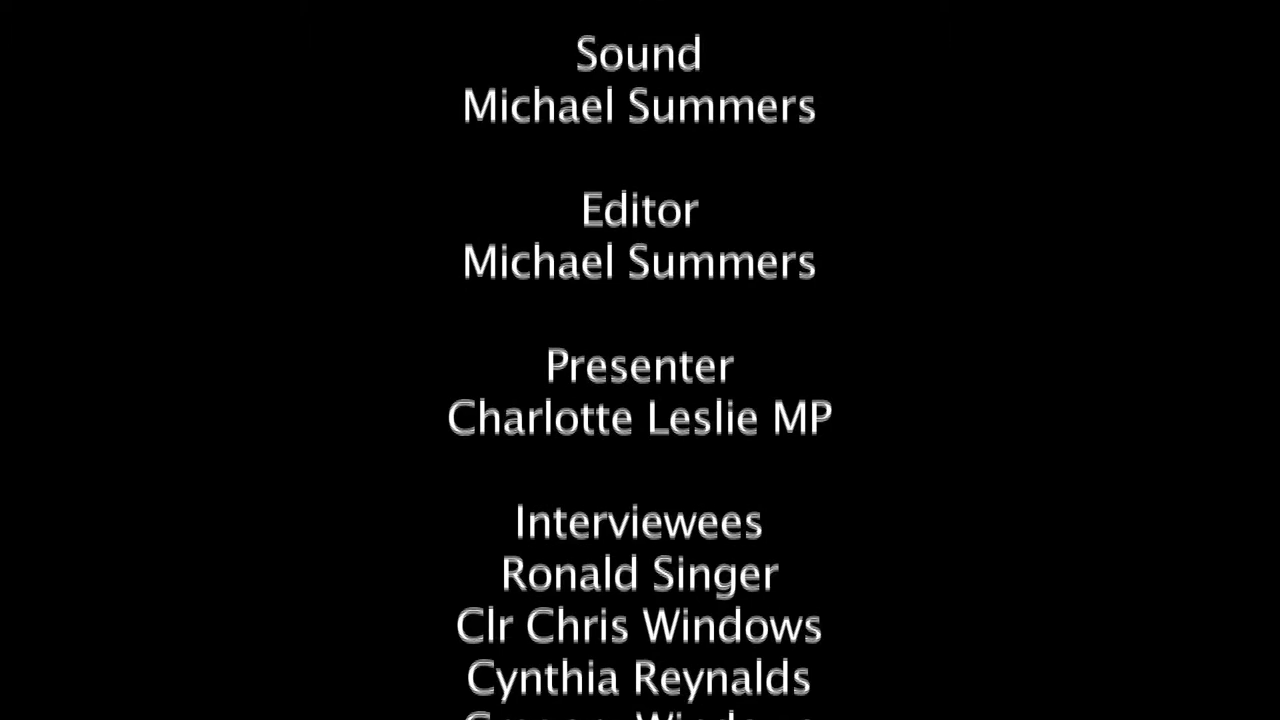 Sound
Michael Summers
Editor
Michael Summers
Presenter
Charlotte Leslie MP
Interviewees
Ronald Singer
Clr Chris Windows
Cynthia Reynalds